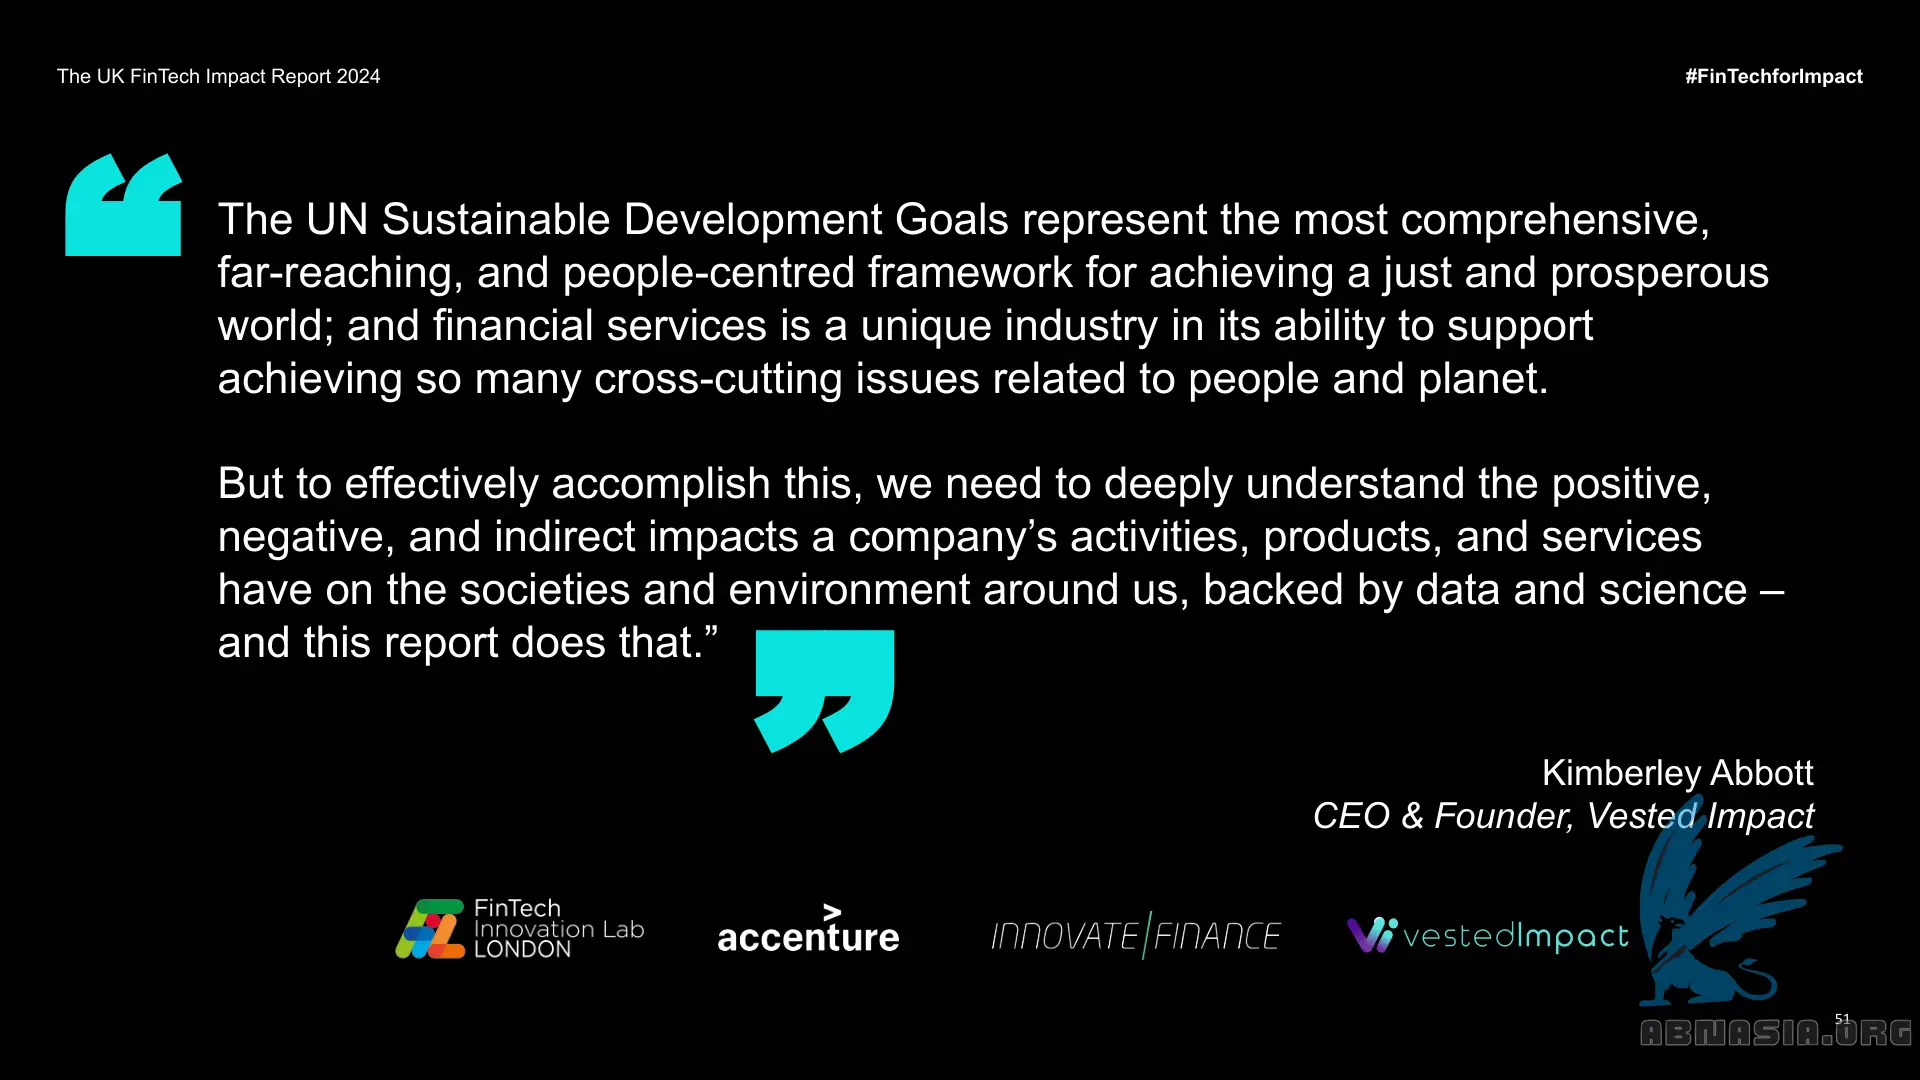 The UK FinTech Impact Report 2024
#FinTechforImpact
“
The UN Sustainable Development Goals represent the most comprehensive,
far-reaching, and people-centred framework for achieving a just and prosperous
world; and financial services is a unique industry in its ability to support
achieving so many cross-cutting issues related to people and planet.
But to effectively accomplish this, we need to deeply understand the positive,
negative, and indirect impacts a company’s activities, products, and services
have on the societies and environment around us, backed by data and science –
and this report does that.”
”
Kimberley Abbott
CEO & Founder, Vested Impact
FinTech
Innovation Lab
LONDON
accenture
INNOVATE/FINANCE
vestedImpact
51
ABNASIA.ORG